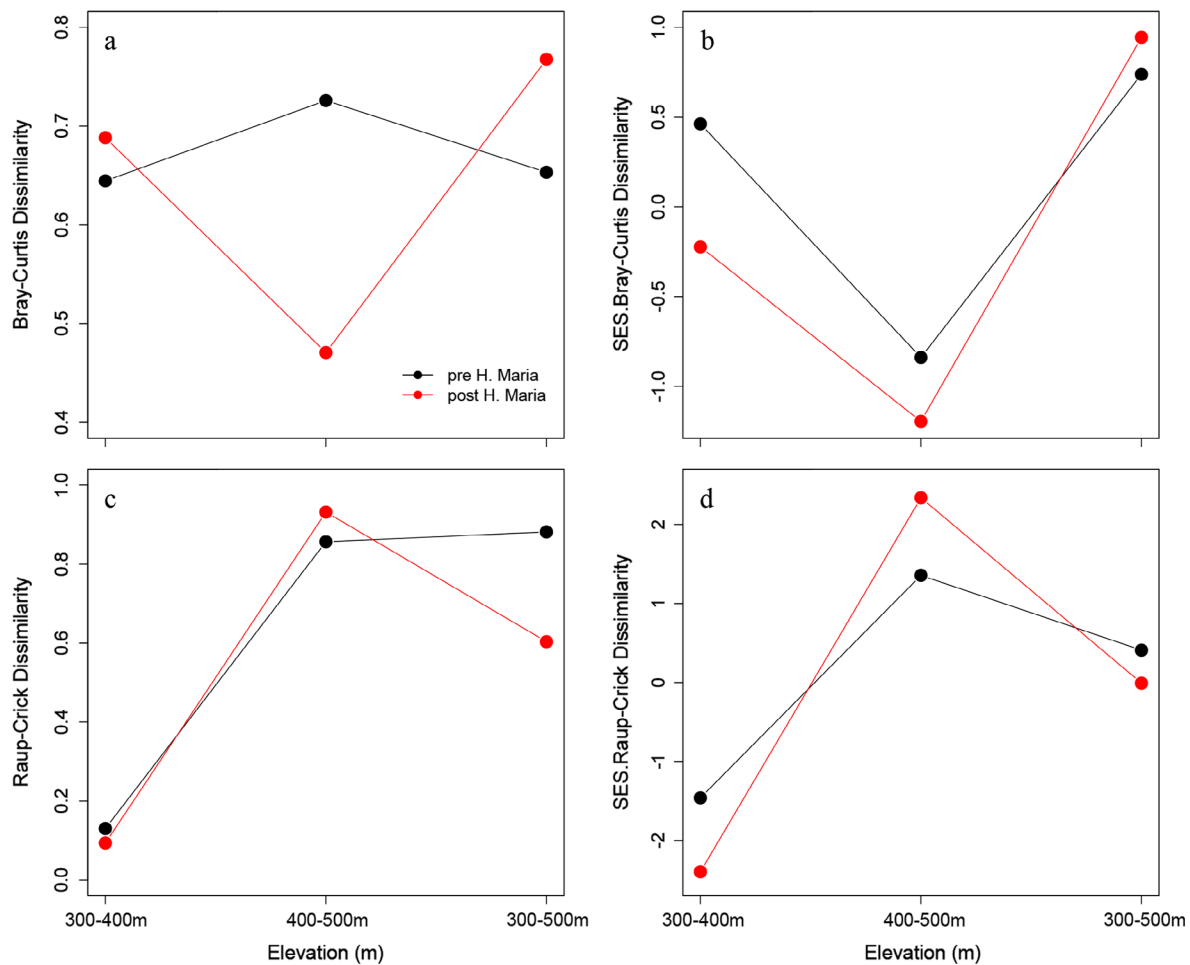 a
Bray-Curtis Dissimilarity
0.8
0.7
0.6
0.5
0.4
pre H. Maria
post H. Maria
b
SES.Bray-Curtis Dissimilarity
1.0
0.5
0.0
-0.5
-1.0
c
Raup-Crick Dissimilarity
1.0
0.8
0.6
0.4
0.2
0.0
300-400m
400-500m
300-500m
Elevation (m)
d
SES.Raup-Crick Dissimilarity
2
1
0
-1
-2
300-400m
400-500m
300-500m
Elevation (m)